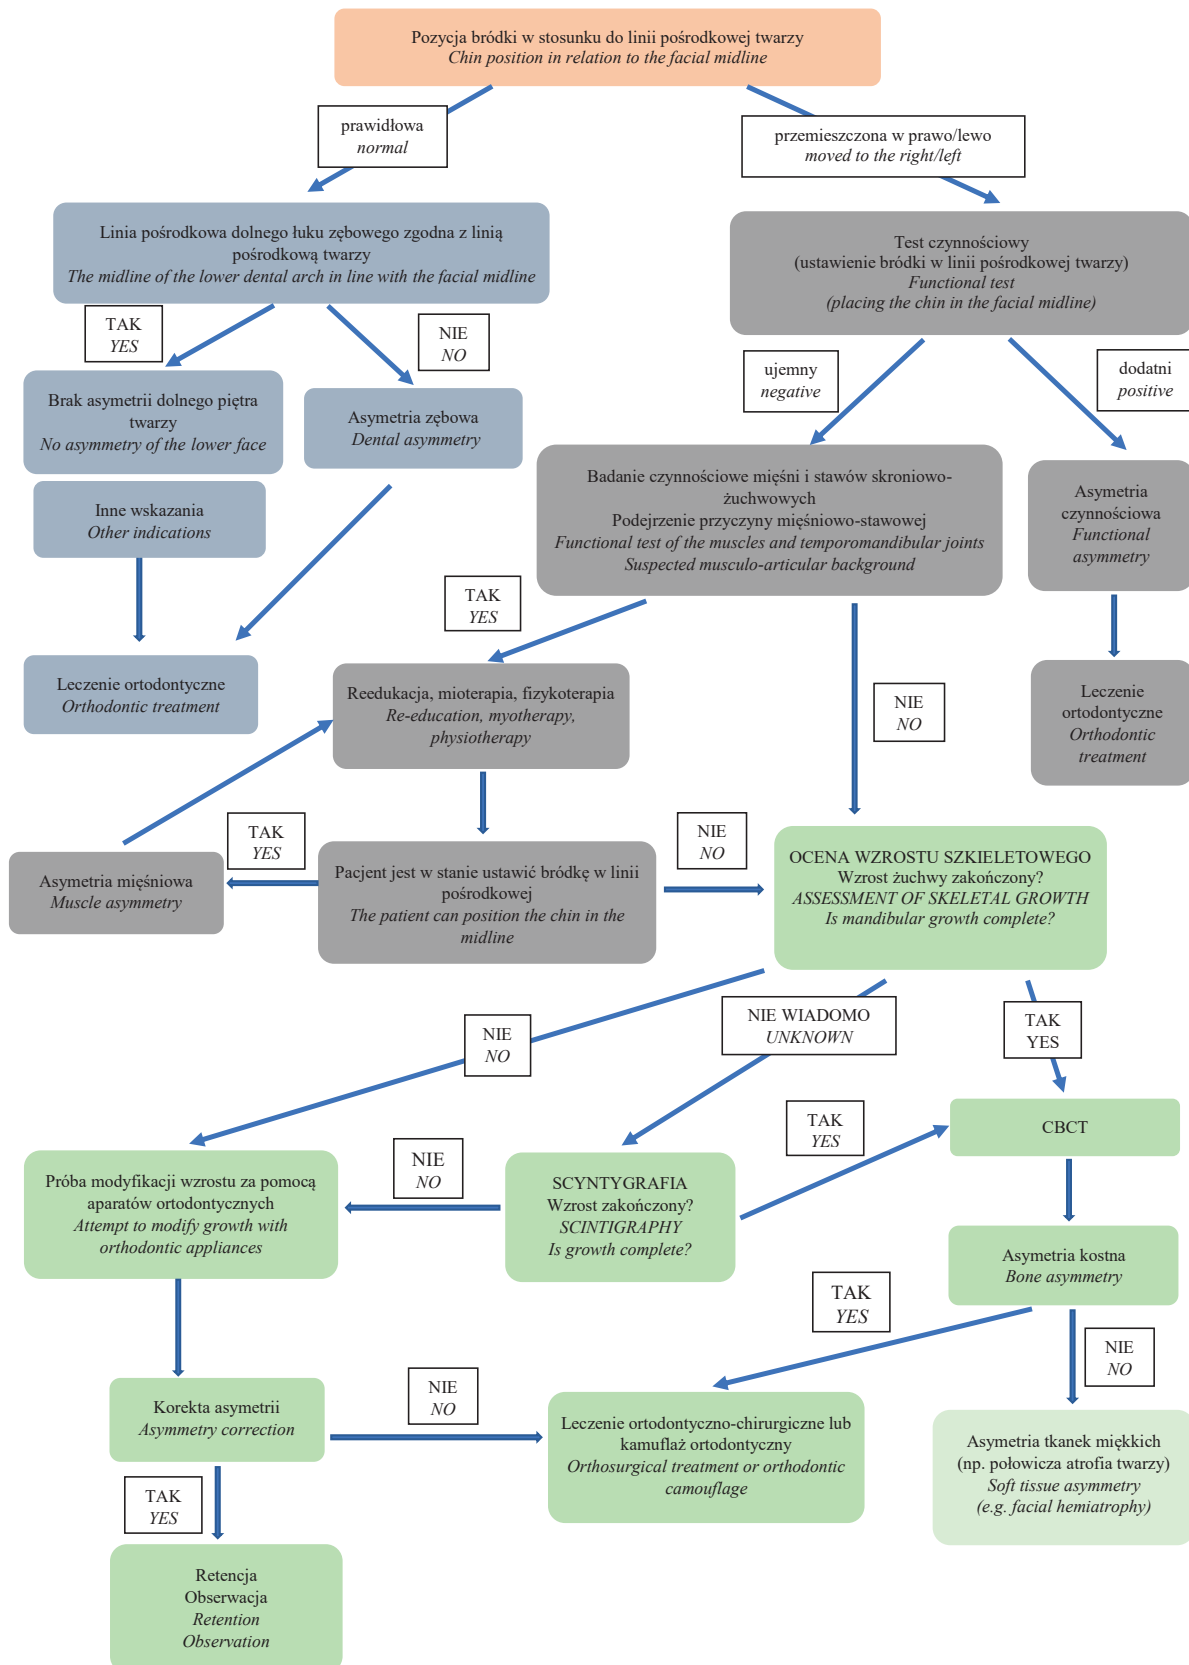 Pozycja bródki w stosunku do linii pośrodkowej twarzy
Chin position in relation to the facial midline
prawidłowa
normal
przemieszczona w prawo/lewo
moved to the right/left
Linia pośrodkowa dolnego łuku zębowego zgodna z linią
pośrodkową twarzy
The midline of the lower dental arch in line with the facial midline
Test czynnościowy
(ustawienie bródki w linii pośrodkowej twarzy)
Functional test
(placing the chin in the facial midline)
TAK
YES
NIE
NO
ujemny
negative
dodatni
positive
Brak asymetrii dolnego piętra
twarzy
No asymmetry of the lower face
Asymetria zębowa
Dental asymmetry
Inne wskazania
Other indications
Badanie czynnościowe mięśni i stawów skroniowo-
żuchwowych
Podejrzenie przyczyny mięśniowo-stawowej
Functional test of the muscles and temporomandibular joints
Suspected musculo-articular background
Asymetria
czynnościowa
Functional
asymmetry
TAK
YES
NIE
NO
Leczenie ortodontyczne
Orthodontic treatment
Reedukacja, mioterapia, fizykoterapia
Re-education, myotherapy,
physiotherapy
Leczenie
ortodontyczne
Orthodontic
treatment
TAK
YES
NIE
NO
Asymetria mięśniowa
Muscle asymmetry
Pacjent jest w stanie ustawić bródkę w linii
pośrodkowej
The patient can position the chin in the
midline
OCENA WZROSTU SZKIELETOWEGO
Wzrost żuchwy zakończony?
ASSESSMENT OF SKELETAL GROWTH
Is mandibular growth complete?
NIE
NO
NIE WIADOMO
UNKNOWN
TAK
YES
TAK
YES
CBCT
NIE
NO
Próba modyfikacji wzrostu za pomocą
aparatów ortodontycznych
Attempt to modify growth with
orthodontic appliances
SCYNTYGRAFIA
Wzrost zakończony?
SCINTIGRAPHY
Is growth complete?
Asymetria kostna
Bone asymmetry
TAK
YES
NIE
NO
Korekta asymetrii
Asymmetry correction
NIE
NO
Leczenie ortodontyczno-chirurgiczne lub
kamuflaż ortodontyczny
Orthosurgical treatment or orthodontic
camouflage
Asymetria tkanek miękkich
(np. połowicza atrofia twarzy)
Soft tissue asymmetry
(e.g. facial hemiatrophy)
TAK
YES
Retencja
Obserwacja
Retention
Observation